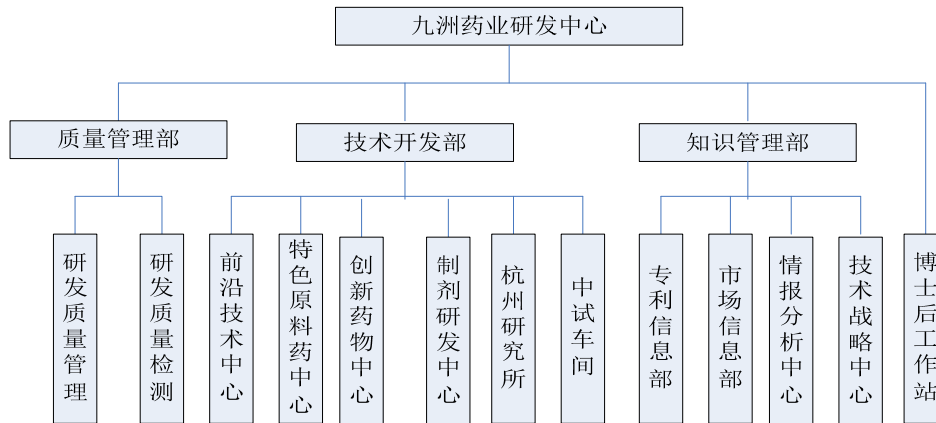 九洲药业研发中心
质量管理部
技术开发部
知识管理部
研发质量管理
研发质量检测
前沿技术中心
特色原料药中心
创新药物中心
制剂研发中心
杭州研究所
中试车间
专利信息部
市场信息部
情报分析中心
技术战略中心
博士后工作站